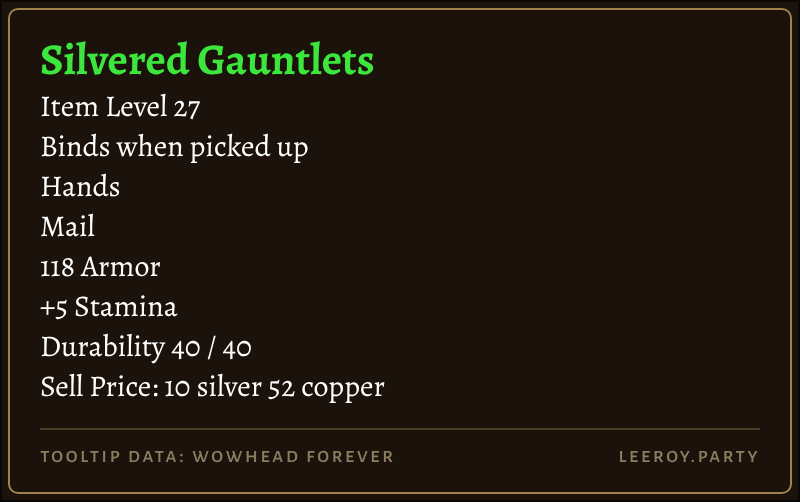 Silvered Gauntlets
Item Level 27
Binds when picked up
Hands
Mail
118 Armor
+5 Stamina
Durability 40 / 40
Sell Price: 10 silver 52 copper
TOOLTIP DATA: WOWHEAD FOREVER
LEEROY.PARTY